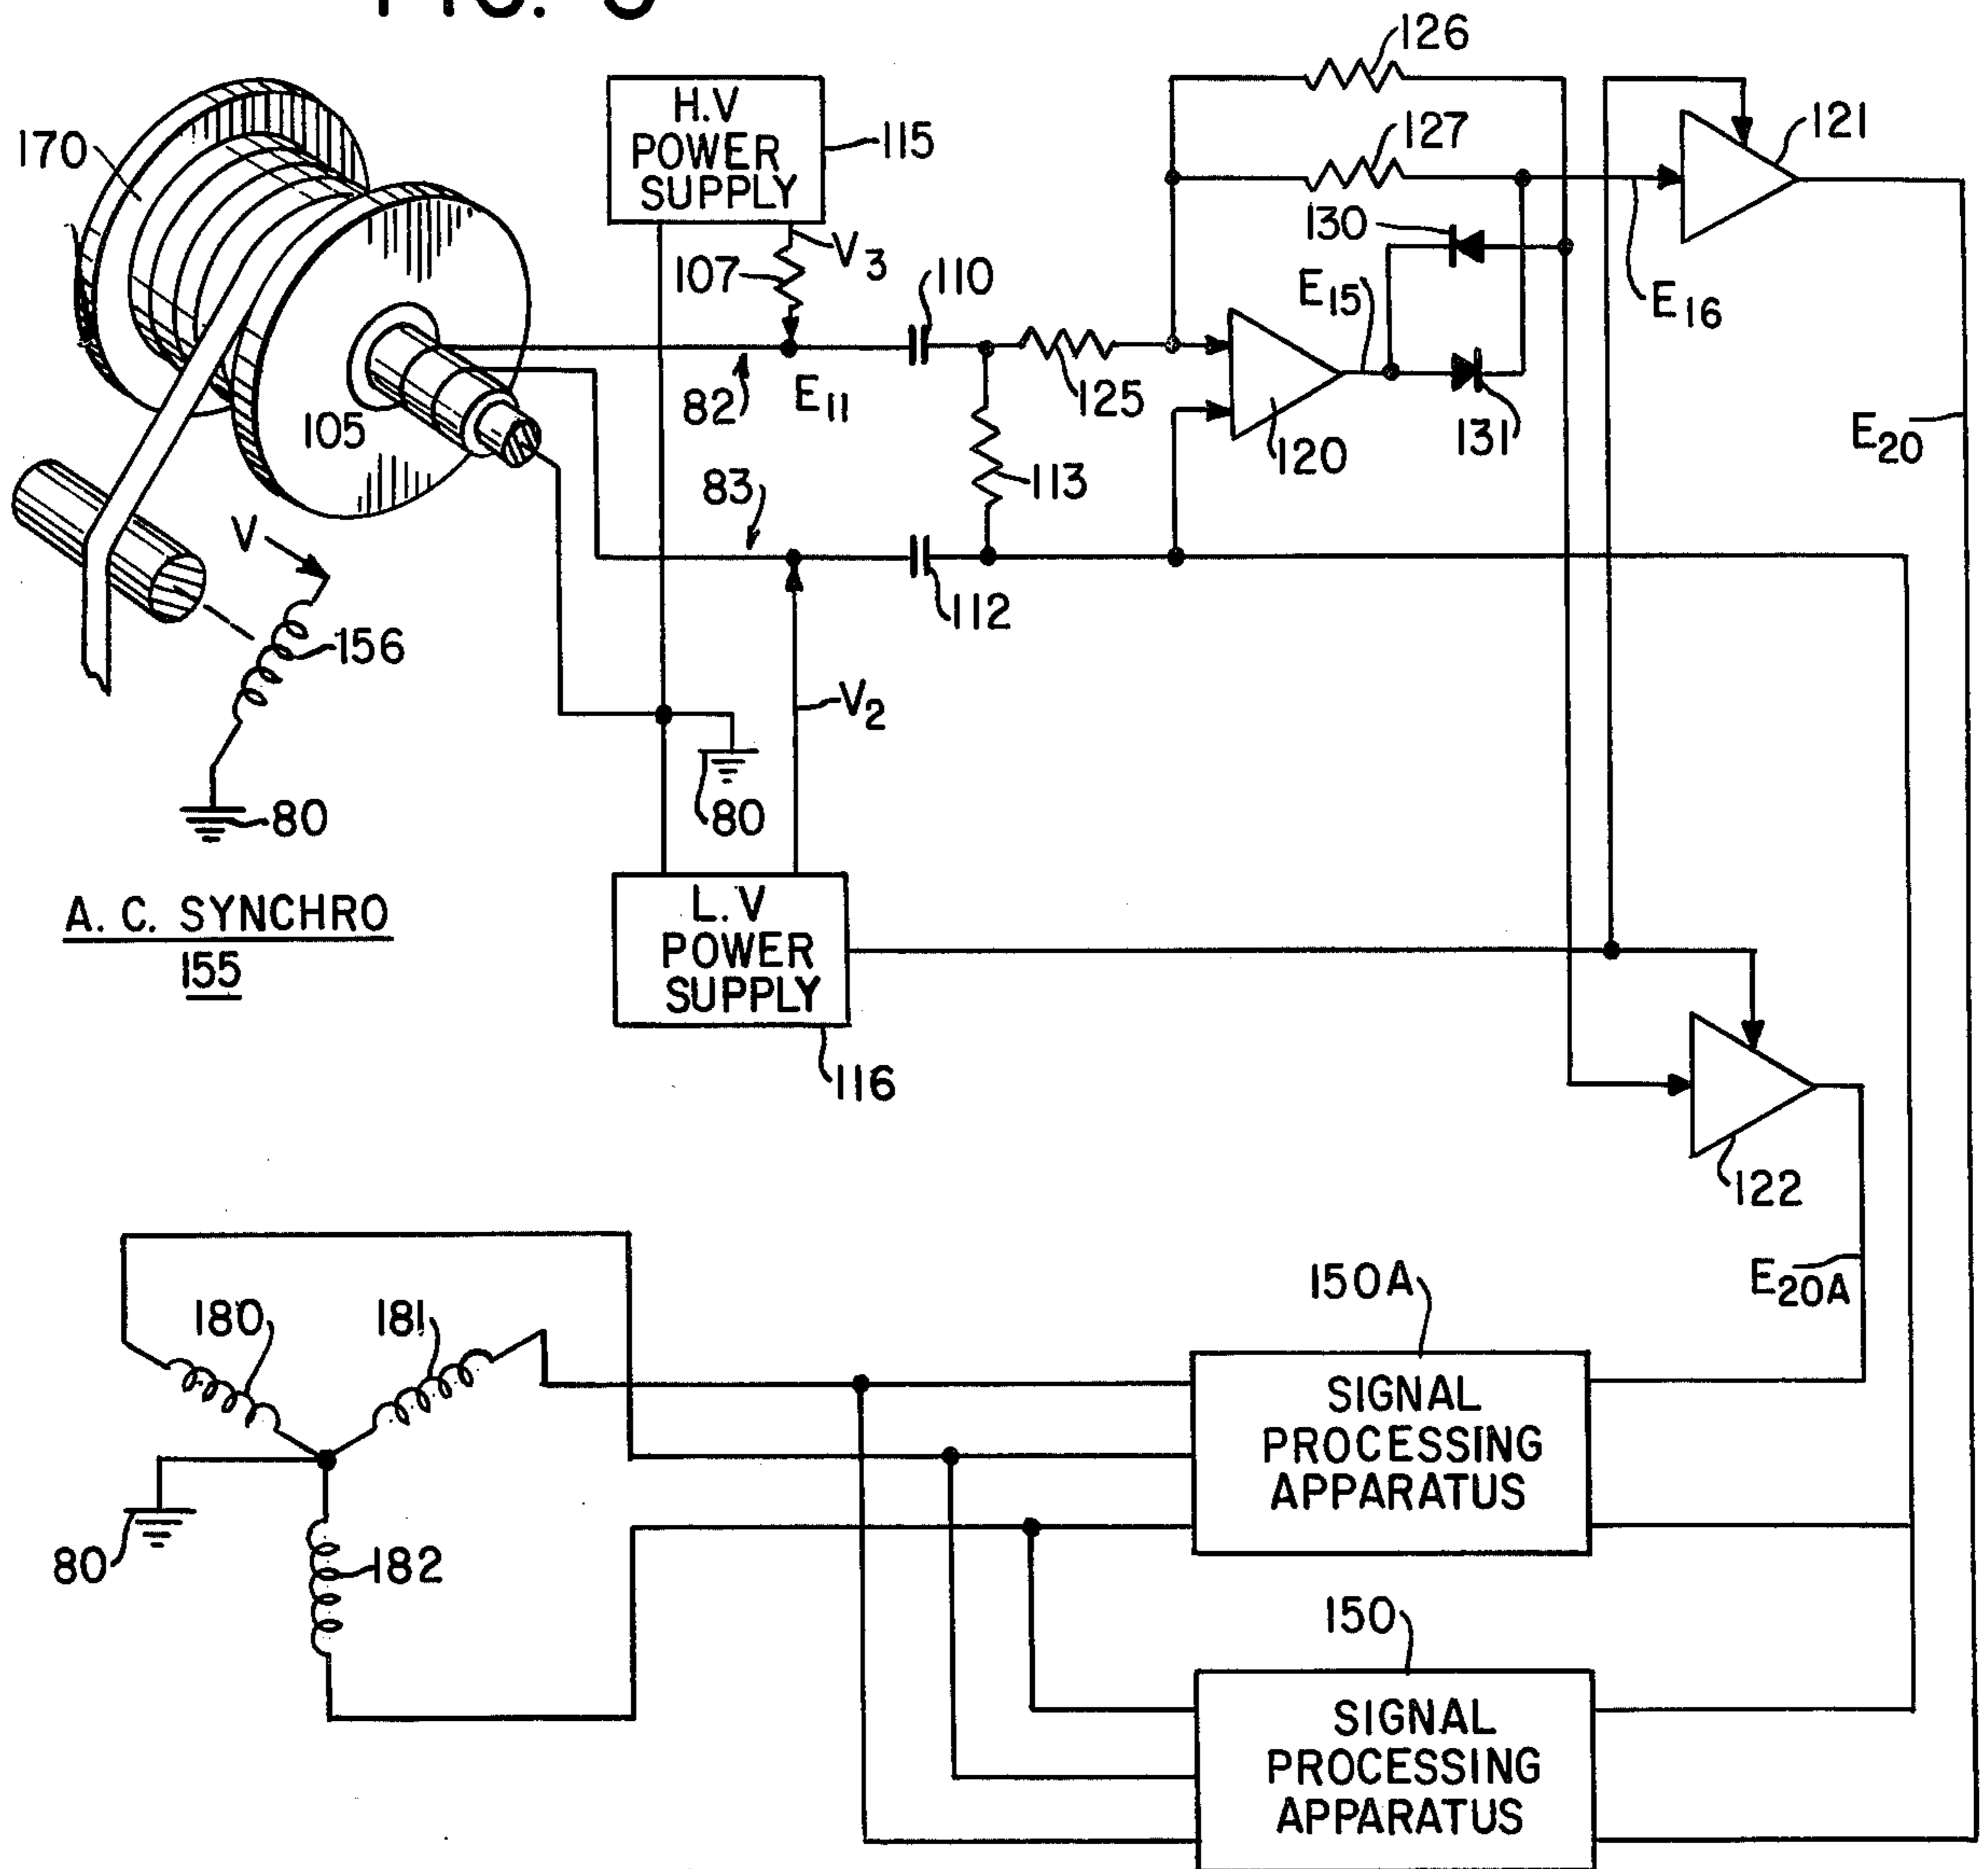 FIG. 3
126
H.V
POWER
SUPPLY
115
127
121
170
130
V3
107
110
E15
E16
82
E11
125
105
120
131
E20
83
113
V
112
156
V2
80
80
A. C. SYNCHRO
155
L.V
POWER
SUPPLY
116
122
150A
E20A
180
181
SIGNAL
PROCESSING
APPARATUS
80
182
150
SIGNAL
PROCESSING
APPARATUS